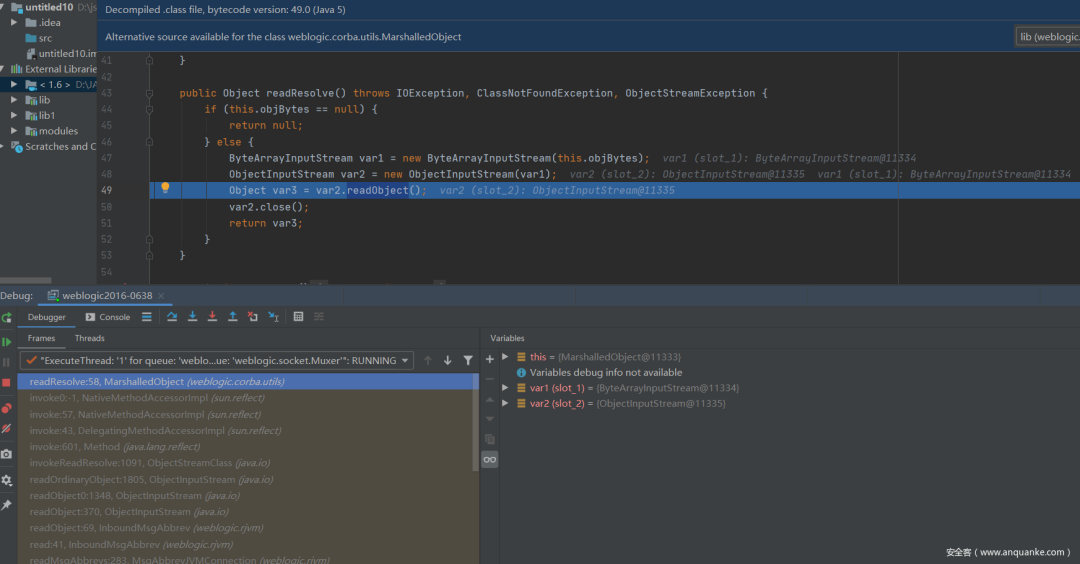 untitled10 D:\js
Decompiled .class file, bytecode version: 49.0 (Java 5)
.idea
src
Alternative source available for the class weblogic.corba.utils.MarshalledObject
lib (weblogic.
untitled10.im
External Librarie
< 1.6 > D:\JA
lib
lib1
modules
Scratches and C
41 }
42
43 public Object readResolve() throws IOException, ClassNotFoundException, ObjectStreamException {
44 if (this.objBytes == null) {
45 return null;
46 } else {
47 ByteArrayInputStream var1 = new ByteArrayInputStream(this.objBytes); var1 (slot_1): ByteArrayInputStream@11334
48 ObjectInputStream var2 = new ObjectInputStream(var1); var2 (slot_2): ObjectInputStream@11335 var1 (slot_1): ByteArrayInputStream@11334
49 Object var3 = var2.readObject(); var2 (slot_2): ObjectInputStream@11335
50 var2.close();
51 return var3;
52 }
53 }
54
Debug: weblogic2016-0638
Debugger Console
Frames Threads
Variables
"ExecuteThread: '1' for queue: 'weblo...ue: 'weblogic.socket.Muxer'": RUNNING
this = {MarshalledObject@11333}
Variables debug info not available
var1 (slot_1) = {ByteArrayInputStream@11334}
var2 (slot_2) = {ObjectInputStream@11335}
readResolve:58, MarshalledObject (weblogic.corba.utils)
invoke0:-1, NativeMethodAccessorImpl (sun.reflect)
invoke:57, NativeMethodAccessorImpl (sun.reflect)
invoke:43, DelegatingMethodAccessorImpl (sun.reflect)
invoke:601, Method (java.lang.reflect)
invokeReadResolve:1091, ObjectStreamClass (java.io)
readOrdinaryObject:1805, ObjectInputStream (java.io)
readObject0:1348, ObjectInputStream (java.io)
readObject:370, ObjectInputStream (java.io)
readObject:69, InboundMsgAbbrev (weblogic.rjvm)
read:41, InboundMsgAbbrev (weblogic.rjvm)
readMsgAbbrevs:283, MsgAbbrevJVMConnection (weblogic.rjvm)
安全客（www.anquanke.com）